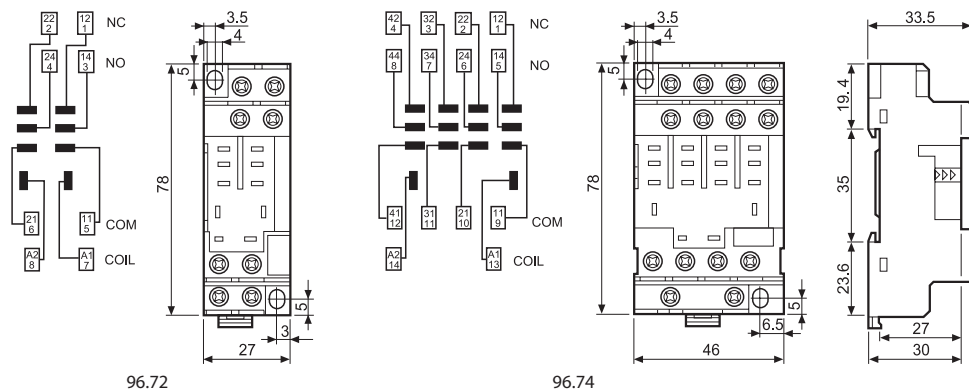 22 12 NC
2 1
24 14 NO
4 3
21 11 COM
6 5
A2 A1 COIL
8 7
3.5
4
5
78
5
3
27
96.72
42 32 22 12 NC
4 3 2 1
44 34 24 14 NO
8 7 6 5
41 31 21 11 COM
12 11 10 9
A2 A1 COIL
14 13
3.5
4
5
78
5
6.5
46
96.74
33.5
19.4
35
23.6
27
30